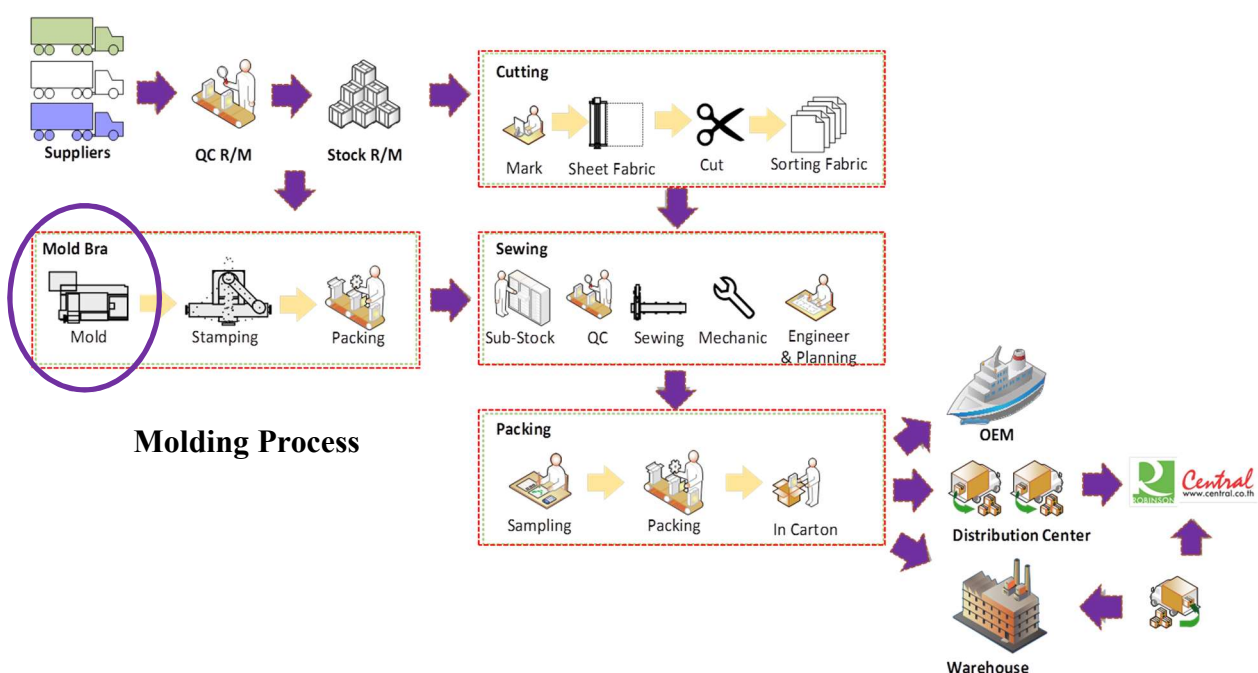 Suppliers
QC R/M
Stock R/M
Cutting
Mark
Sheet Fabric
Cut
Sorting Fabric
Mold Bra
Mold
Stamping
Packing
Molding Process
Sewing
Sub-Stock
QC
Sewing
Mechanic
Engineer
& Planning
Packing
Sampling
Packing
In Carton
OEM
Distribution Center
R
ROBINSON
Central
www.central.co.th
Warehouse